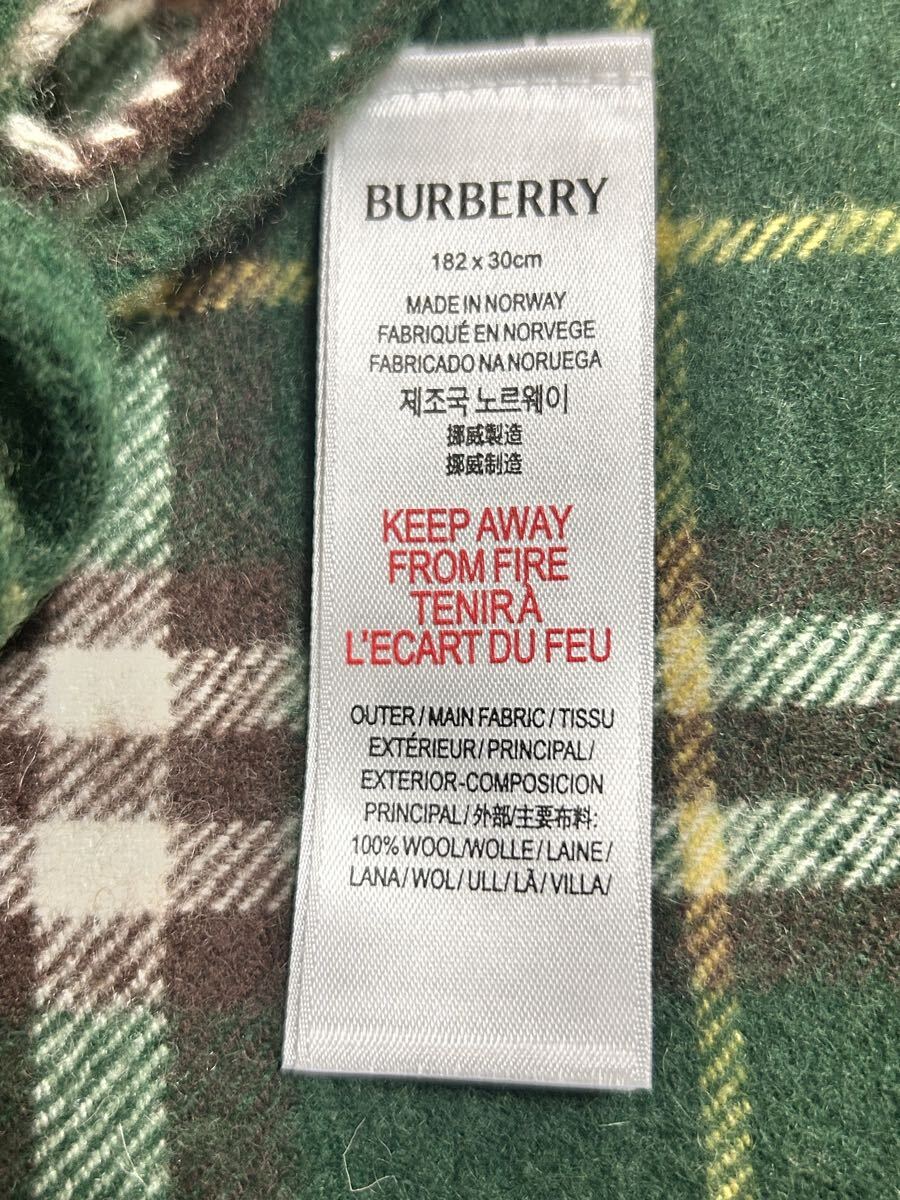 BURBERRY
182 x 30cm
MADE IN NORWAY
FABRIQUÉ EN NORVEGE
FABRICADO NA NORUEGA
제조국 노르웨이
挪威製造
挪威制造
KEEP AWAY
FROM FIRE
TENIR À
L'ECART DU FEU
OUTER / MAIN FABRIC / TISSU
EXTÉRIEUR / PRINCIPAL /
EXTERIOR-COMPOSICION
PRINCIPAL / 外部/主要布料:
100% WOOL/WOLLE / LAINE /
LANA / WOL / ULL / LÃ / VILLA /